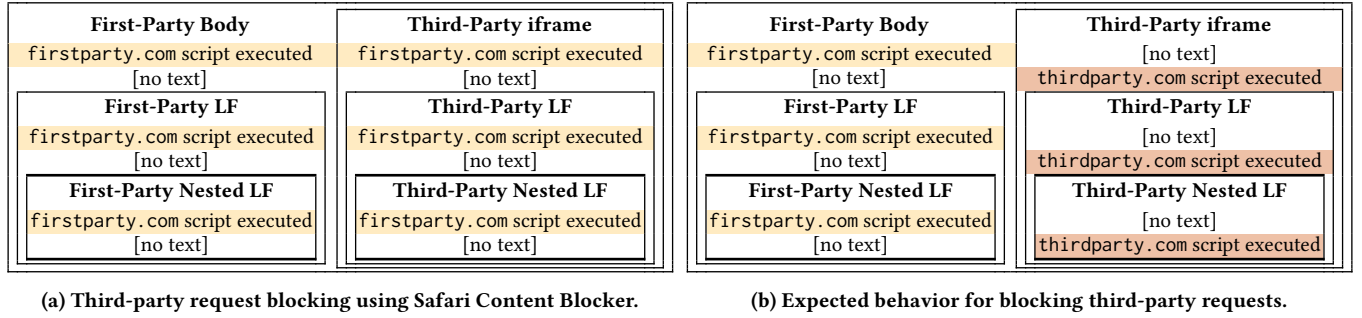 First-Party Body
firstparty.com script executed
[no text]
First-Party LF
firstparty.com script executed
[no text]
First-Party Nested LF
firstparty.com script executed
[no text]
Third-Party iframe
firstparty.com script executed
[no text]
Third-Party LF
firstparty.com script executed
[no text]
Third-Party Nested LF
firstparty.com script executed
[no text]
(a) Third-party request blocking using Safari Content Blocker.
First-Party Body
firstparty.com script executed
[no text]
First-Party LF
firstparty.com script executed
[no text]
First-Party Nested LF
firstparty.com script executed
[no text]
Third-Party iframe
[no text]
thirdparty.com script executed
Third-Party LF
[no text]
thirdparty.com script executed
Third-Party Nested LF
[no text]
thirdparty.com script executed
(b) Expected behavior for blocking third-party requests.